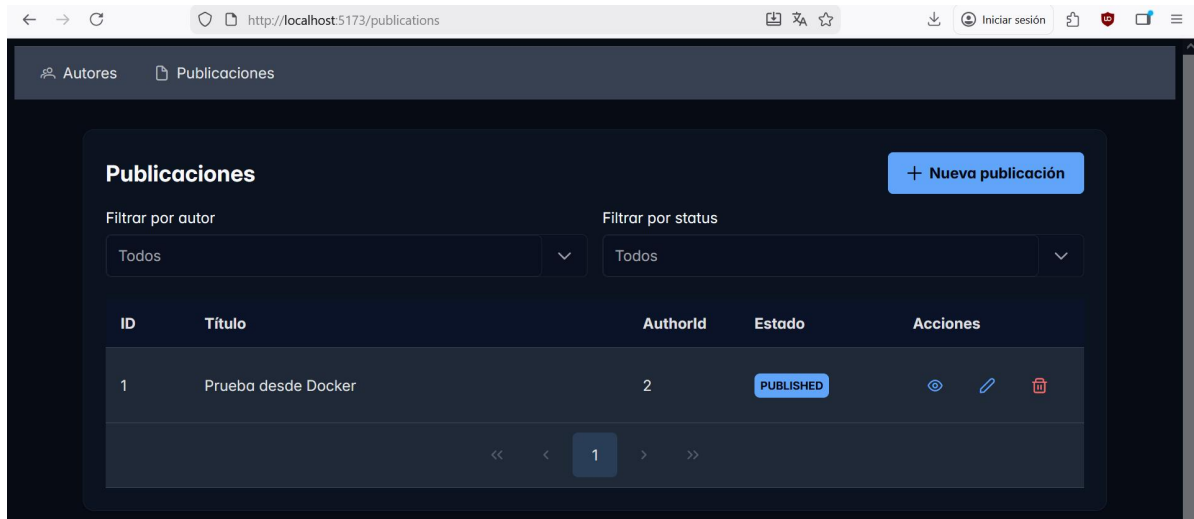 http://localhost:5173/publications
Iniciar sesión
Autores
Publicaciones
Publicaciones
+ Nueva publicación
Filtrar por autor
Filtrar por status
Todos
Todos
ID Título AuthorId Estado Acciones
1 Prueba desde Docker 2 PUBLISHED
<< < 1 > >>